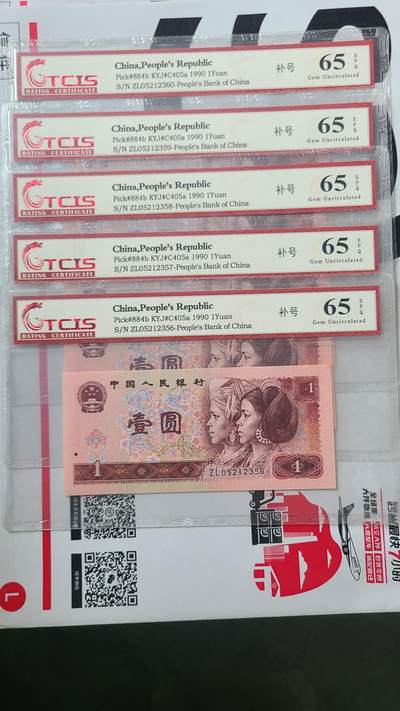 TCIS
RATING CERTIFICATE
China,People's Republic
Pick#884b KYJ#C405a 1990 1Yuan
S/N ZL05212360-People's Bank of China
补号
65 EPQ
Gem Uncirculated
TCIS
RATING CERTIFICATE
China,People's Republic
Pick#884b KYJ#C405a 1990 1Yuan
S/N ZL05212359-People's Bank of China
补号
65 EPQ
Gem Uncirculated
TCIS
RATING CERTIFICATE
China,People's Republic
Pick#884b KYJ#C405a 1990 1Yuan
S/N ZL05212358-People's Bank of China
补号
65 EPQ
Gem Uncirculated
TCIS
RATING CERTIFICATE
China,People's Republic
Pick#884b KYJ#C405a 1990 1Yuan
S/N ZL05212357-People's Bank of China
补号
65 EPQ
Gem Uncirculated
TCIS
RATING CERTIFICATE
China,People's Republic
Pick#884b KYJ#C405a 1990 1Yuan
S/N ZL05212356-People's Bank of China
补号
65 EPQ
Gem Uncirculated
壹圆
中国人民银行
壹圆
1
ZL05212356
1
1
L